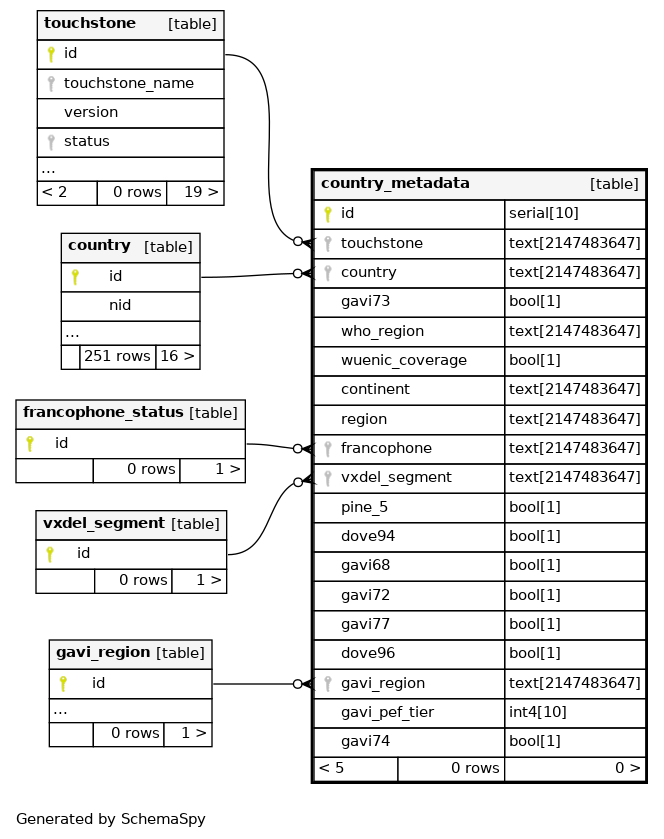 touchstone [table]
id
touchstone_name
version
status
...
< 2 0 rows 19 >
country [table]
id
nid
...
251 rows 16 >
francophone_status [table]
id
0 rows 1 >
vxdel_segment [table]
id
0 rows 1 >
gavi_region [table]
id
...
0 rows 1 >
country_metadata [table]
id serial[10]
touchstone text[2147483647]
country text[2147483647]
gavi73 bool[1]
who_region text[2147483647]
wuenic_coverage bool[1]
continent text[2147483647]
region text[2147483647]
francophone text[2147483647]
vxdel_segment text[2147483647]
pine_5 bool[1]
dove94 bool[1]
gavi68 bool[1]
gavi72 bool[1]
gavi77 bool[1]
dove96 bool[1]
gavi_region text[2147483647]
gavi_pef_tier int4[10]
gavi74 bool[1]
< 5 0 rows 0 >
Generated by SchemaSpy